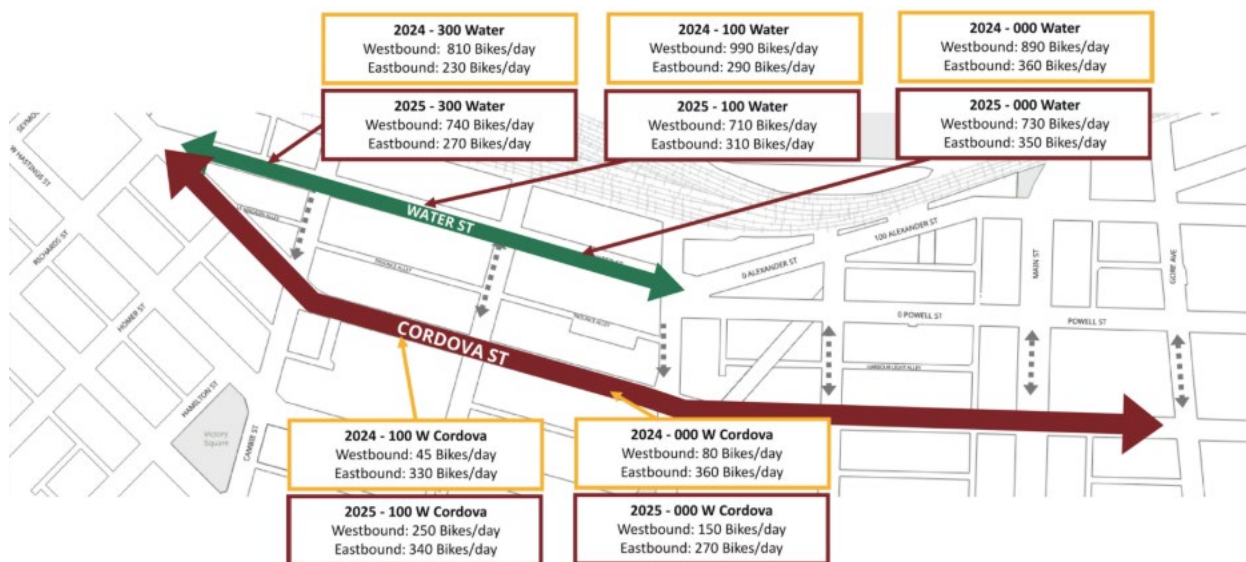 2024 - 300 Water
Westbound: 810 Bikes/day
Eastbound: 230 Bikes/day
2024 - 100 Water
Westbound: 990 Bikes/day
Eastbound: 290 Bikes/day
2024 - 000 Water
Westbound: 890 Bikes/day
Eastbound: 360 Bikes/day
2025 - 300 Water
Westbound: 740 Bikes/day
Eastbound: 270 Bikes/day
2025 - 100 Water
Westbound: 710 Bikes/day
Eastbound: 310 Bikes/day
2025 - 000 Water
Westbound: 730 Bikes/day
Eastbound: 350 Bikes/day
W HASTINGS ST
RICHARDS ST
HOMER ST
HAMILTON ST
CAMBIE ST
Victory
Square
WATER ST
CORDOVA ST
0 ALEXANDER ST
100 ALEXANDER ST
MAIN ST
GORE AVE
0 POWELL ST
POWELL ST
2024 - 100 W Cordova
Westbound: 45 Bikes/day
Eastbound: 330 Bikes/day
2024 - 000 W Cordova
Westbound: 80 Bikes/day
Eastbound: 360 Bikes/day
2025 - 100 W Cordova
Westbound: 250 Bikes/day
Eastbound: 340 Bikes/day
2025 - 000 W Cordova
Westbound: 150 Bikes/day
Eastbound: 270 Bikes/day